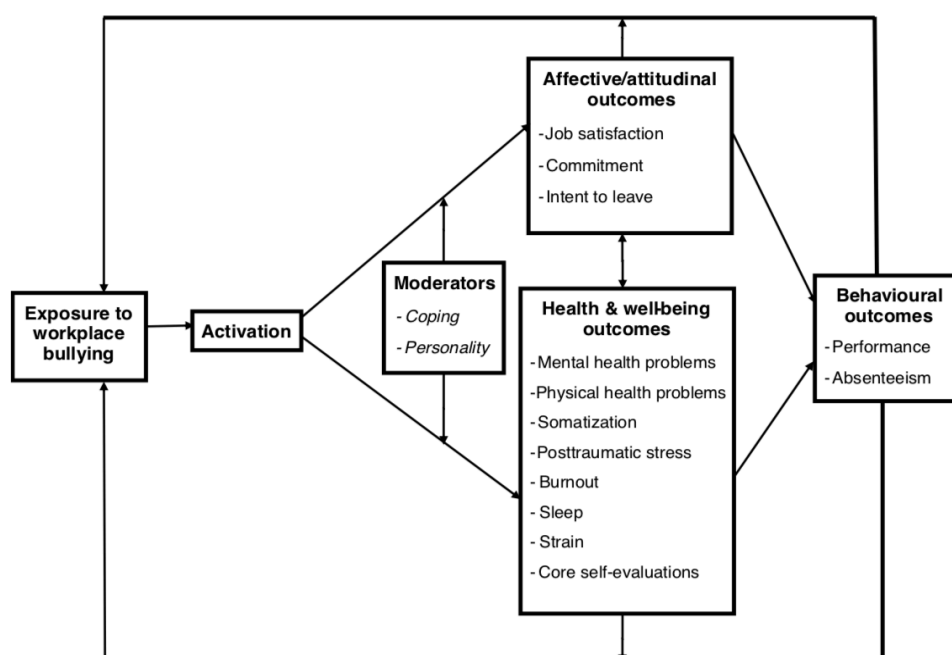 Affective/attitudinal
outcomes
-Job satisfaction
-Commitment
-Intent to leave
Moderators
- Coping
- Personality
Exposure to
workplace
bullying
Activation
Health & well-being
outcomes
-Mental health problems
-Physical health problems
-Somatization
-Posttraumatic stress
- Burnout
- Sleep
- Strain
- Core self-evaluations
Behavioural
outcomes
- Performance
- Absenteeism